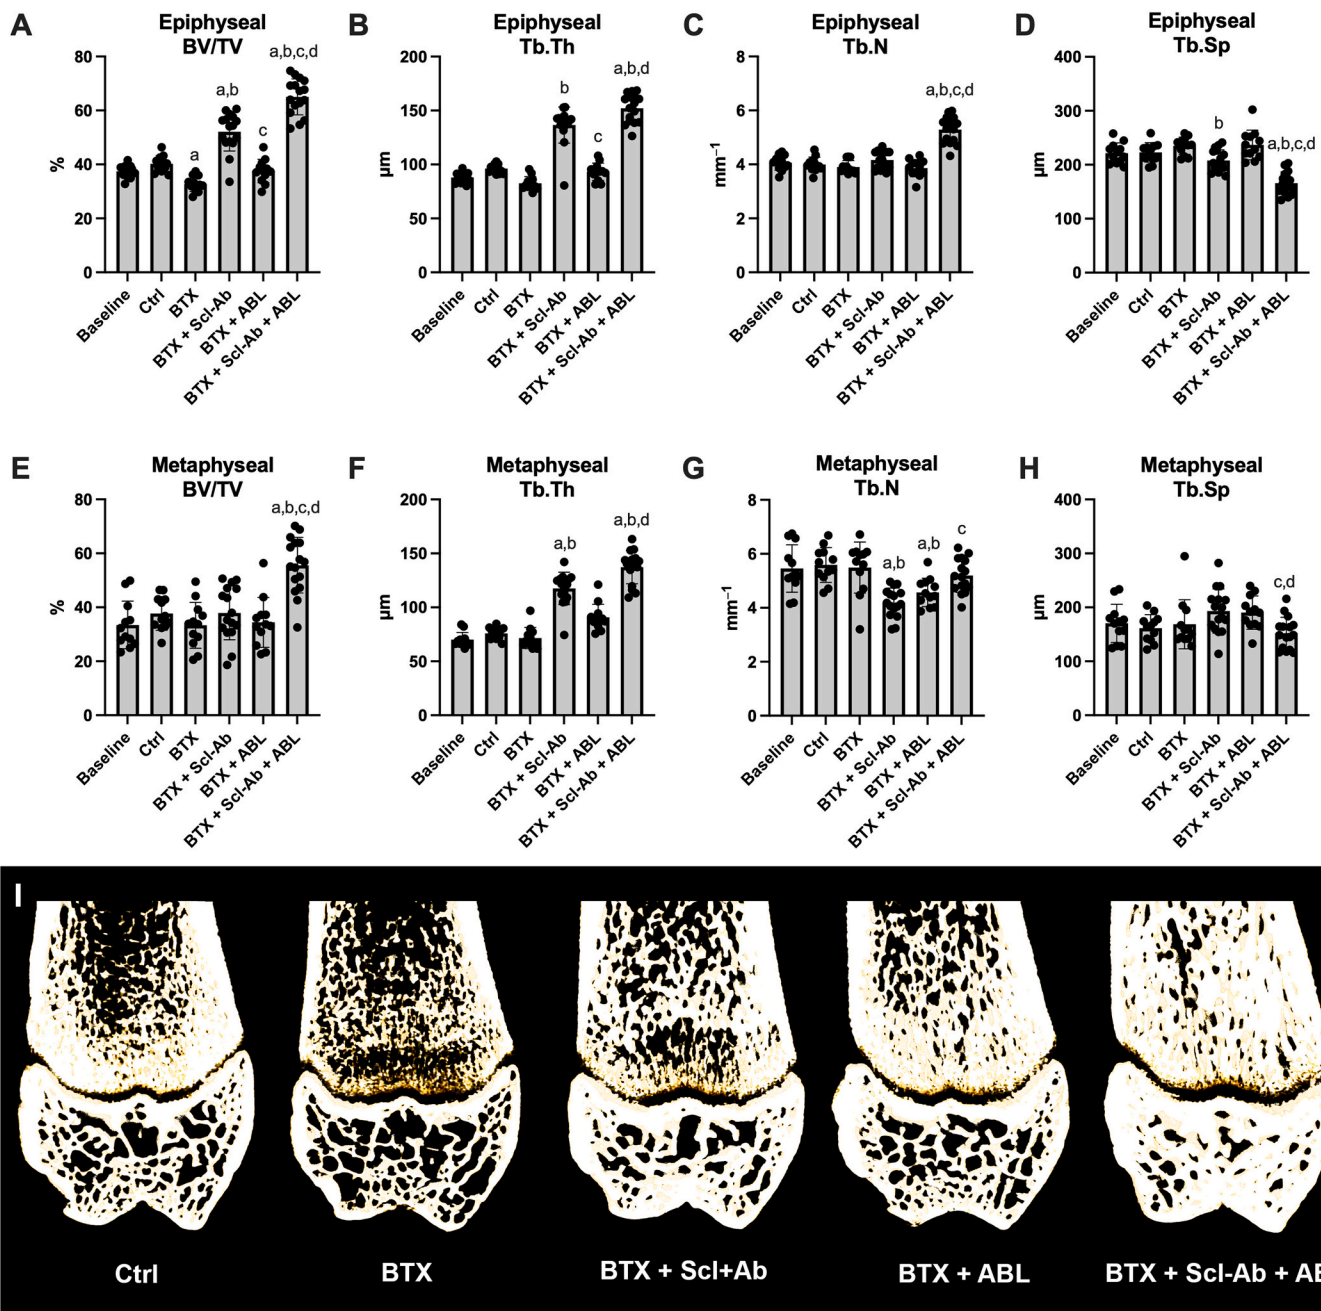 A
Epiphyseal
BV/TV
80
60
40
20
0
%
a
a,b
c
a,b,c,d
Baseline
Ctrl
BTX
BTX + Scl-Ab
BTX + ABL
BTX + Scl-Ab + ABL
B
Epiphyseal
Tb.Th
200
150
100
50
0
µm
b
c
a,b,d
Baseline
Ctrl
BTX
BTX + Scl-Ab
BTX + ABL
BTX + Scl-Ab + ABL
C
Epiphyseal
Tb.N
8
6
4
2
0
mm⁻¹
a,b,c,d
Baseline
Ctrl
BTX
BTX + Scl-Ab
BTX + ABL
BTX + Scl-Ab + ABL
D
Epiphyseal
Tb.Sp
400
300
200
100
0
µm
b
a,b,c,d
Baseline
Ctrl
BTX
BTX + Scl-Ab
BTX + ABL
BTX + Scl-Ab + ABL
E
Metaphyseal
BV/TV
80
60
40
20
0
%
a,b,c,d
Baseline
Ctrl
BTX
BTX + Scl-Ab
BTX + ABL
BTX + Scl-Ab + ABL
F
Metaphyseal
Tb.Th
200
150
100
50
0
µm
a,b
a,b,d
Baseline
Ctrl
BTX
BTX + Scl-Ab
BTX + ABL
BTX + Scl-Ab + ABL
G
Metaphyseal
Tb.N
8
6
4
2
0
mm⁻¹
a,b
a,b
c
Baseline
Ctrl
BTX
BTX + Scl-Ab
BTX + ABL
BTX + Scl-Ab + ABL
H
Metaphyseal
Tb.Sp
400
300
200
100
0
µm
c,d
Baseline
Ctrl
BTX
BTX + Scl-Ab
BTX + ABL
BTX + Scl-Ab + ABL
I
Ctrl
BTX
BTX + Scl+Ab
BTX + ABL
BTX + Scl-Ab +